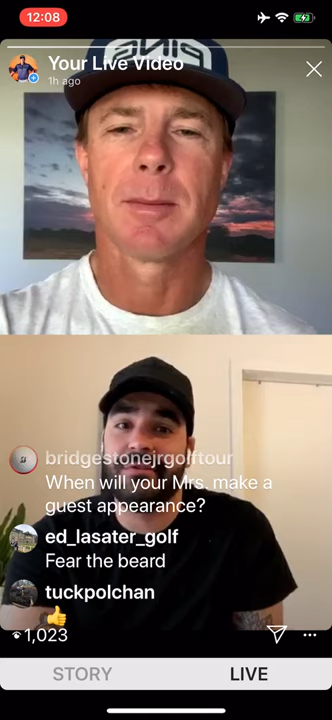 12:08
PING
Your Live Video
1h ago
bridgestonejrgolftour
When will your Mrs. make a
guest appearance?
ed_lasater_golf
Fear the beard
tuckpolchan
👍
1,023
STORY
LIVE